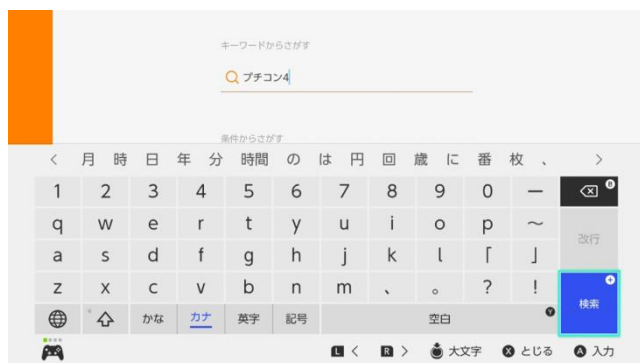 キーワードからさがす
プチコン4
条件からさがす
< 月 時 日 年 分 時間 の は 円 回 歳 に 番 枚 、 >
1 2 3 4 5 6 7 8 9 0 ー B
q w e r t y u i o p ～ 改行
a s d f g h j k l 「 」
z x c v b n m 、 。 ? ! + 検索
かな カナ 英字 記号 空白 Y
L < R > 大文字 X とじる A 入力